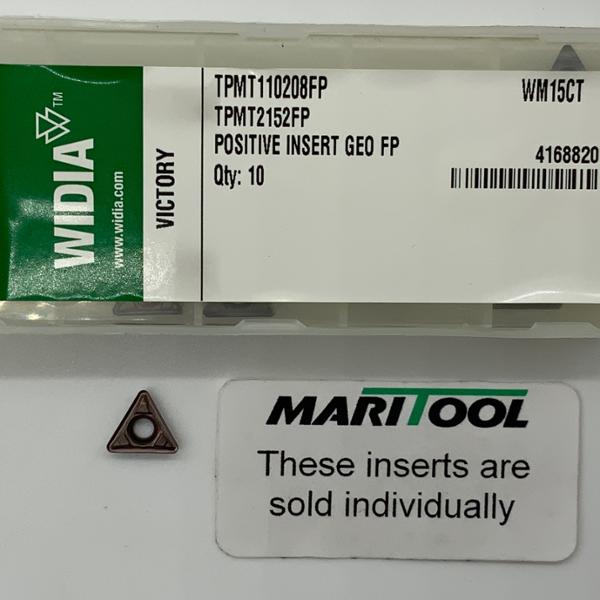 WIDIA™
www.widia.com
VICTORY
TPMT110208FP
WM15CT
TPMT2152FP
POSITIVE INSERT GEO FP
4168820
Qty: 10
MARITOOL
These inserts are
sold individually